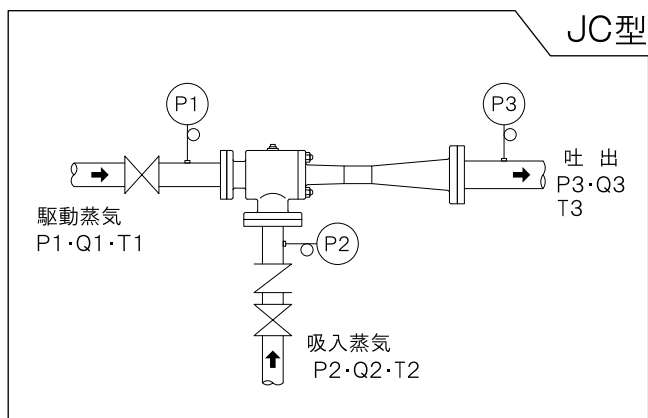 JC型
P1
P3
吐出
P3・Q3
T3
駆動蒸気
P1・Q1・T1
P2
吸入蒸気
P2・Q2・T2